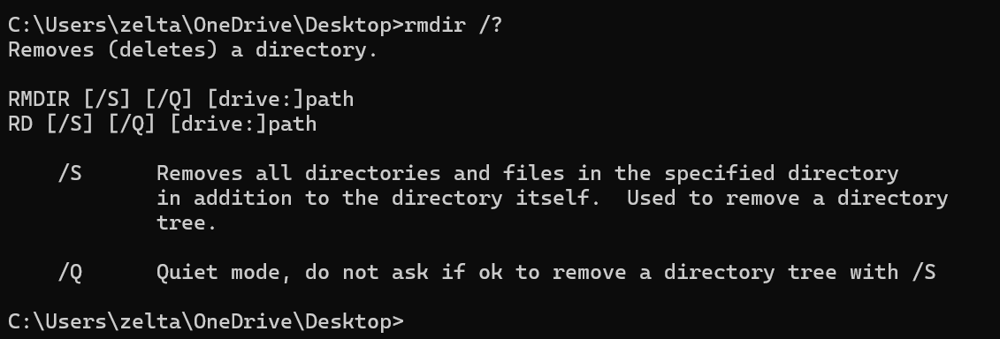 C:\Users\zelta\OneDrive\Desktop>rmdir /?
Removes (deletes) a directory.

RMDIR [/S] [/Q] [drive:]path
RD [/S] [/Q] [drive:]path

    /S      Removes all directories and files in the specified directory
            in addition to the directory itself.  Used to remove a directory
            tree.

    /Q      Quiet mode, do not ask if ok to remove a directory tree with /S

C:\Users\zelta\OneDrive\Desktop>